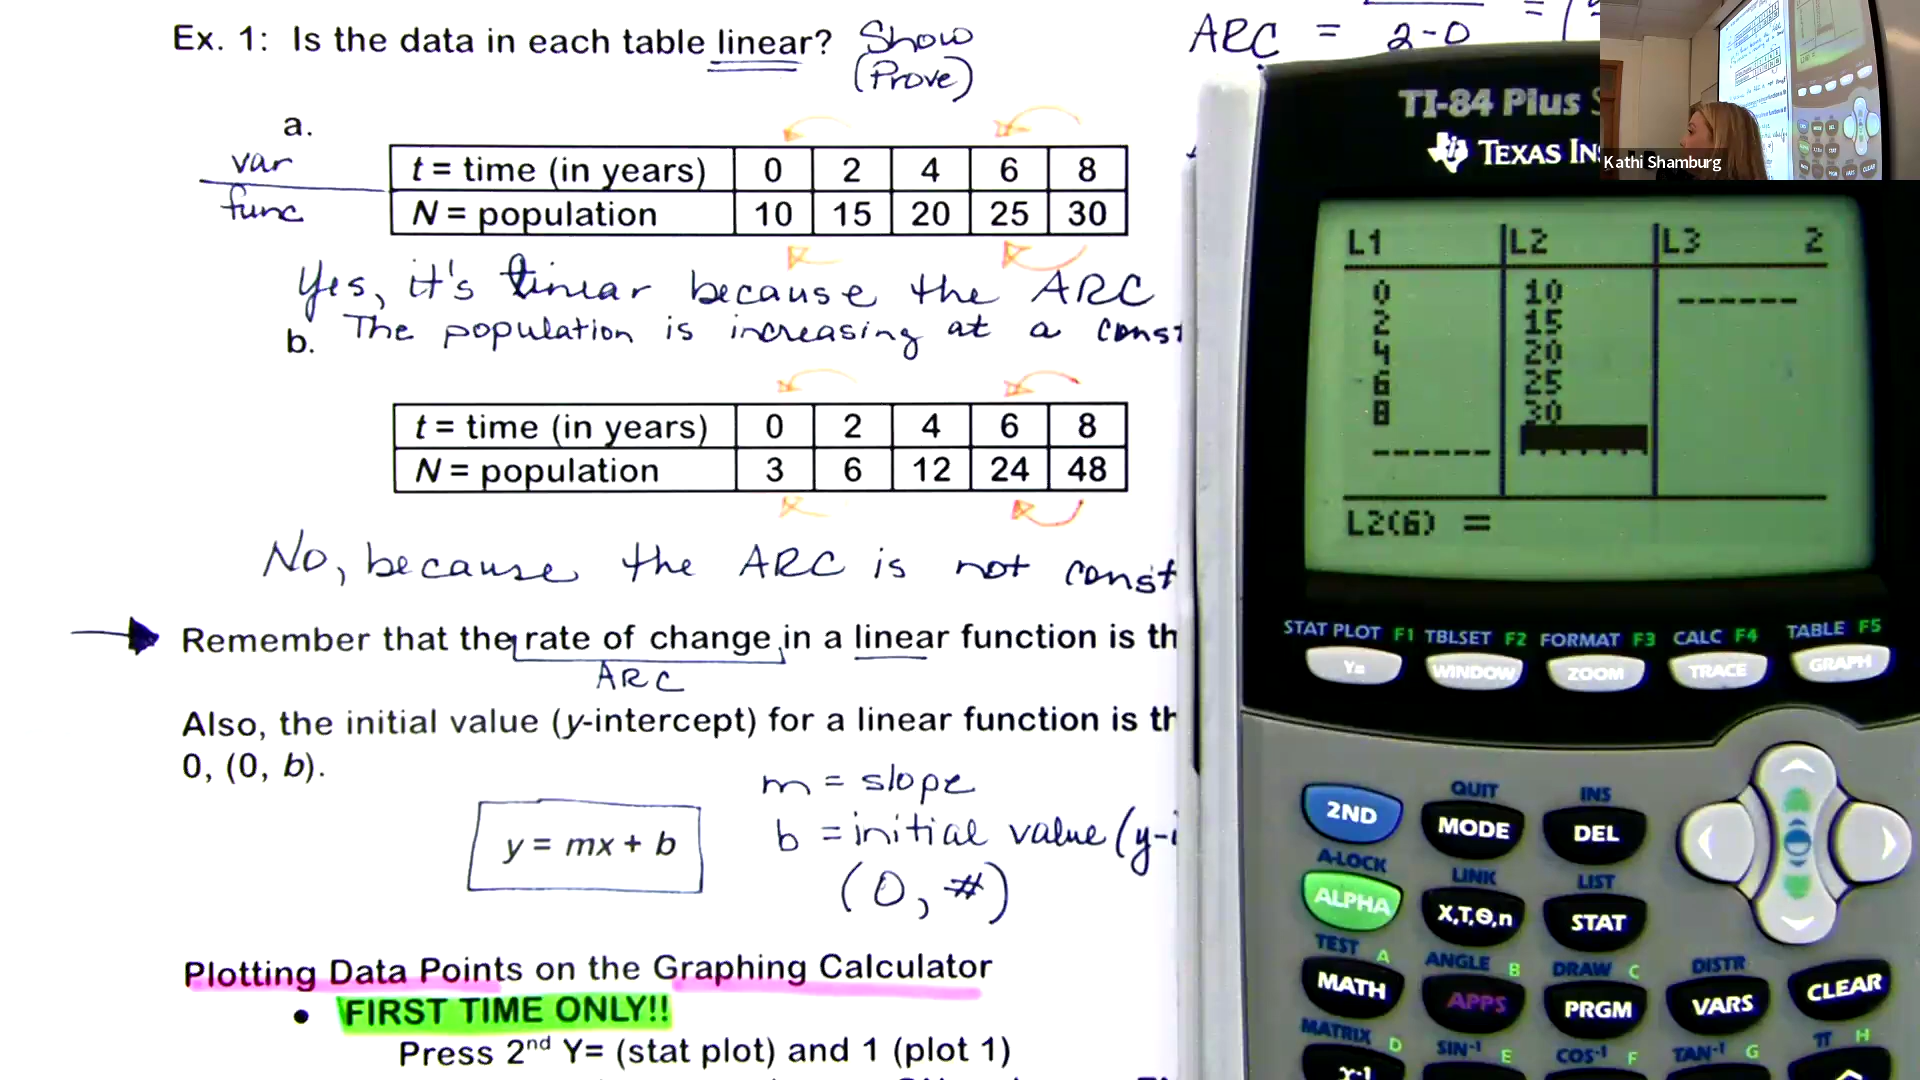 Ex. 1: Is the data in each table linear? Show
(Prove)
ARC = 2-0 =
a.
var
func
t = time (in years) 0 2 4 6 8
N = population 10 15 20 25 30
Yes, it's linear because the ARC
The population is increasing at a const
b.
t = time (in years) 0 2 4 6 8
N = population 3 6 12 24 48
No, because the ARC is not const
Remember that the rate of change in a linear function is th
ARC
Also, the initial value (y-intercept) for a linear function is th
0, (0, b).
y = mx + b
m = slope
b = initial value (y-i
(0, #)
Plotting Data Points on the Graphing Calculator
• FIRST TIME ONLY!!
Press 2nd Y= (stat plot) and 1 (plot 1)
TI-84 Plus S
TEXAS INS
Kathi Shamburg
L1 L2 L3 2
0 10 ------
2 15
4 20
6 25
8 30
------
L2(6) =
STAT PLOT F1 TBLSET F2 FORMAT F3 CALC F4 TABLE F5
Y= WINDOW ZOOM TRACE GRAPH
QUIT INS
2ND MODE DEL
A-LOCK LINK LIST
ALPHA X,T,Θ,n STAT
TEST A ANGLE B DRAW C DISTR
MATH APPS PRGM VARS CLEAR
MATRIX D SIN-1 E COS-1 F TAN-1 G π H
x-1